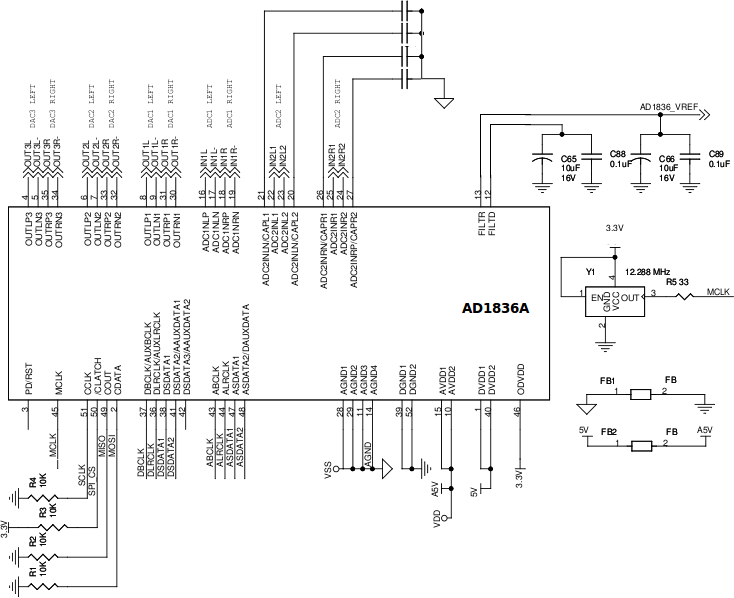 DAC3 LEFT
DAC3 RIGHT
DAC2 LEFT
DAC2 RIGHT
DAC1 LEFT
DAC1 RIGHT
ADC1 LEFT
ADC1 RIGHT
ADC2 LEFT
ADC2 RIGHT
OUT3L
OUT3L-
OUT3R
OUT3R-
OUT2L
OUT2L-
OUT2R
OUT2R-
OUT1L
OUT1L-
OUT1R
OUT1R-
IN1L
IN1L-
IN1R
IN1R-
IN2L1
IN2L2
IN2R1
IN2R2
4
5
35
34
6
7
33
32
8
9
31
30
16
17
18
19
21
22
23
20
26
25
24
27
13
12
OUTLP3
OUTLN3
OUTRP3
OUTRN3
OUTLP2
OUTLN2
OUTRP2
OUTRN2
OUTLP1
OUTLN1
OUTRP1
OUTRN1
ADC1NLP
ADC1NLN
ADC1NRP
ADC1NRN
ADC2INLN/CAPL1
ADC2INL1
ADC2INL2
ADC2INLN/CAPL2
ADC2INRN/CAPR1
ADC2INR1
ADC2INR2
ADC2INRP/CAPR2
FILTR
FILTD
AD1836A
PD/RST
MCLK
CCLK
/CLATCH
COUT
CDATA
DBCLK/AUXBCLK
DLRCLK/AUXLRCLK
DSDATA1
DSDATA2/AAUXDATA1
DSDATA3/AAUXDATA2
ABCLK
ALRCLK
ASDATA1
ASDATA2/DAUXDATA
AGND1
AGND2
AGND3
AGND4
DGND1
DGND2
AVDD1
AVDD2
DVDD1
DVDD2
ODVDD
3
45
51
50
49
2
37
36
38
41
42
43
44
47
48
28
29
11
14
39
52
15
10
1
40
46
MCLK
SCLK
SPI_CS
MISO
MOSI
DBCLK
DLRCLK
DSDATA1
DSDATA2
ABCLK
ALRCLK
ASDATA1
ASDATA2
VSS
AGND
A5V
VDD
5V
3.3V
R4
10K
3.3V
R3
10K
R2
10K
R1
10K
AD1836_VREF
C65
10uF
16V
C88
0.1uF
C66
10uF
16V
C89
0.1uF
3.3V
Y1
12.288 MHz
4
1
EN
GND
VCC
OUT
3
2
R5 33
MCLK
FB1
1
2
FB
5V
FB2
1
2
FB
A5V